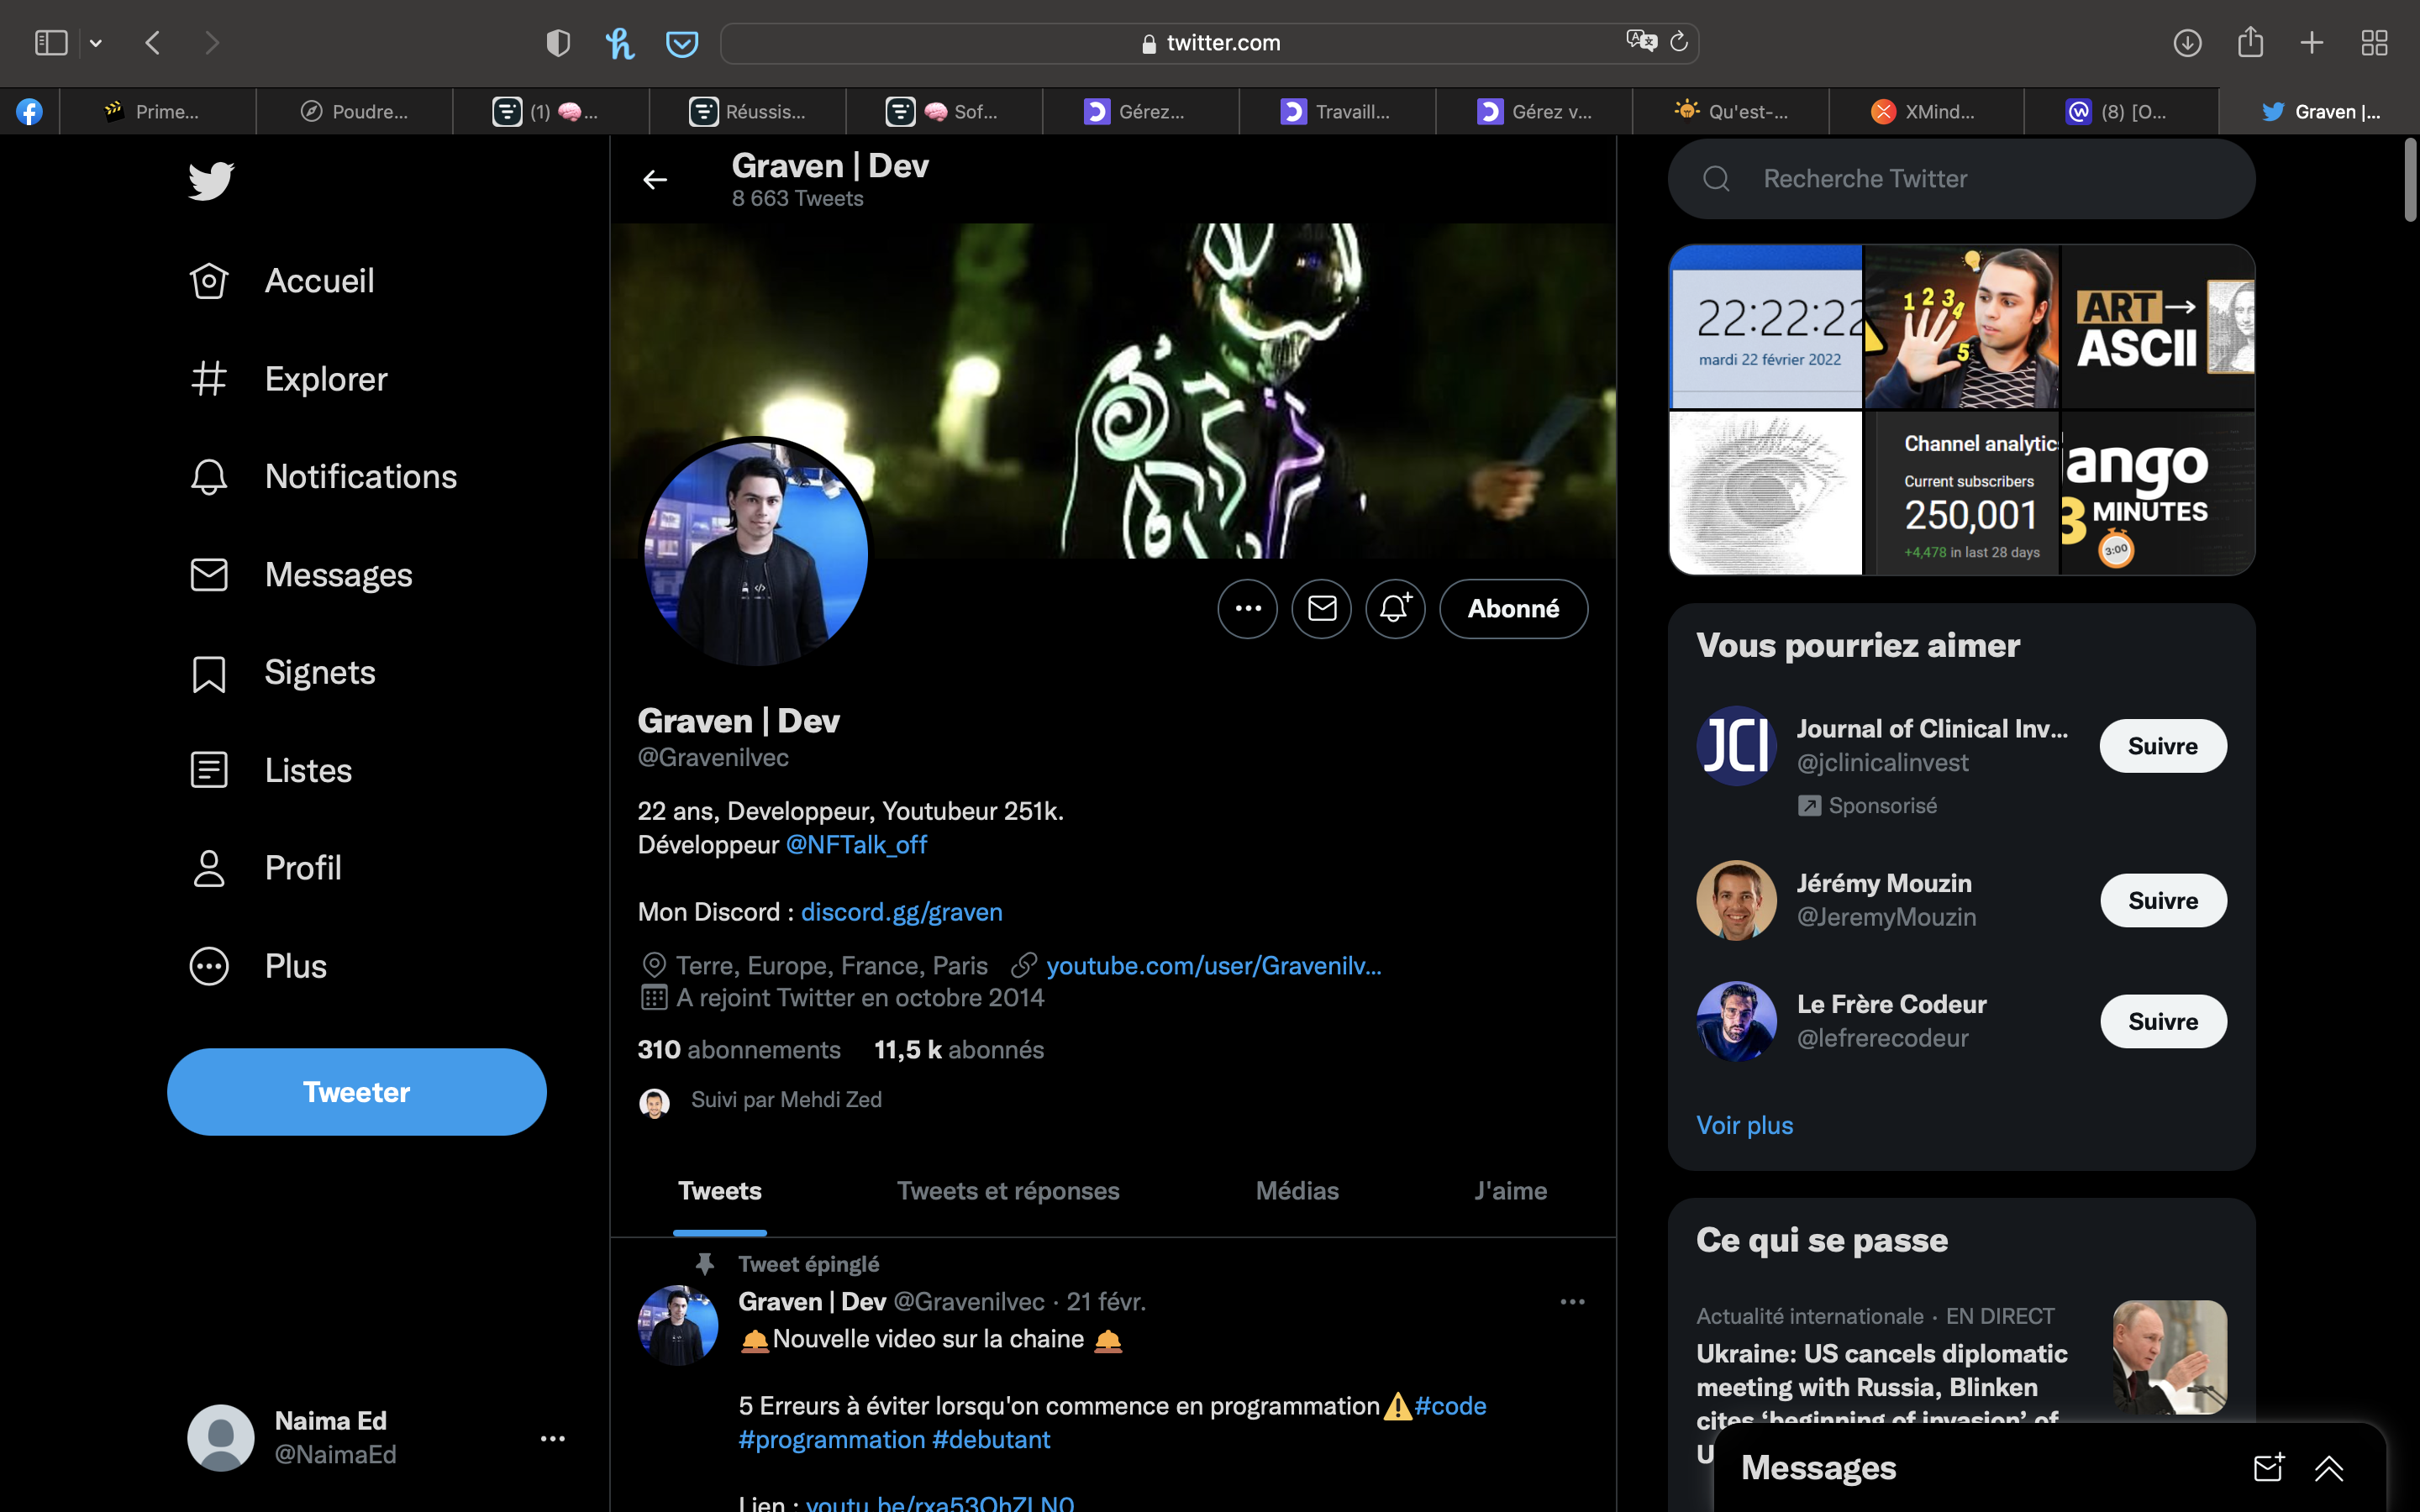 twitter.com
Prime...
Poudre...
(1) 🧠...
Réussis...
🧠 Sof...
Gérez...
Travaill...
Gérez v...
Qu'est-...
XMind...
(8) [O...
Graven |...
Accueil
Explorer
Notifications
Messages
Signets
Listes
Profil
Plus
Tweeter
Naima Ed
@NaimaEd
Graven | Dev
8 663 Tweets
Abonné
Graven | Dev
@Gravenilvec
22 ans, Developpeur, Youtubeur 251k.
Développeur @NFTalk_off
Mon Discord : discord.gg/graven
Terre, Europe, France, Paris youtube.com/user/Gravenilv...
A rejoint Twitter en octobre 2014
310 abonnements 11,5 k abonnés
Suivi par Mehdi Zed
Tweets Tweets et réponses Médias J'aime
Tweet épinglé
Graven | Dev @Gravenilvec · 21 févr.
🛎Nouvelle video sur la chaine 🛎
5 Erreurs à éviter lorsqu'on commence en programmation⚠️#code
#programmation #debutant
Lien :
Recherche Twitter
22:22:22
mardi 22 février 2022
1 2 3 4 5
ART→
ASCII
Channel analytic
Current subscribers
250,001
+4,478 in last 28 days
ango
3 MINUTES
3:00
Vous pourriez aimer
JCI
Journal of Clinical Inv...
@jclinicalinvest
Suivre
Sponsorisé
Jérémy Mouzin
@JeremyMouzin
Suivre
Le Frère Codeur
@lefrerecodeur
Suivre
Voir plus
Ce qui se passe
Actualité internationale · EN DIRECT
Ukraine: US cancels diplomatic
meeting with Russia, Blinken
cites 'beginning of invasion' of
U
Messages